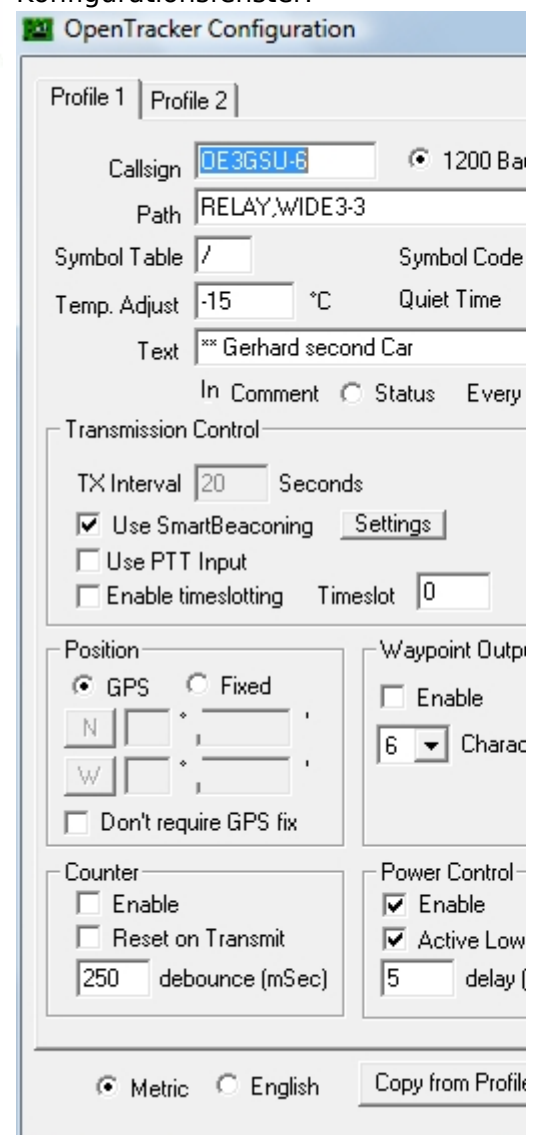 OpenTracker Configuration
Profile 1 Profile 2
Callsign OE3GSU-6 1200
Path RELAY,WIDE3-3
Symbol Table / Symbol Code
Temp. Adjust -15 °C Quiet Time
Text ** Gerhard second Car
In Comment Status Every
Transmission Control
TX Interval 20 Seconds
Use SmartBeaconing Settings
Use PTT Input
Enable timeslotting Timeslot 0
Position Waypoint
GPS Fixed Enable
N ° , '
6
W ° , '
Don't require GPS fix
Counter Power Control
Enable Enable
Reset on Transmit Active Low
250 debounce (mSec) 5 delay (
Metric English Copy from Profile